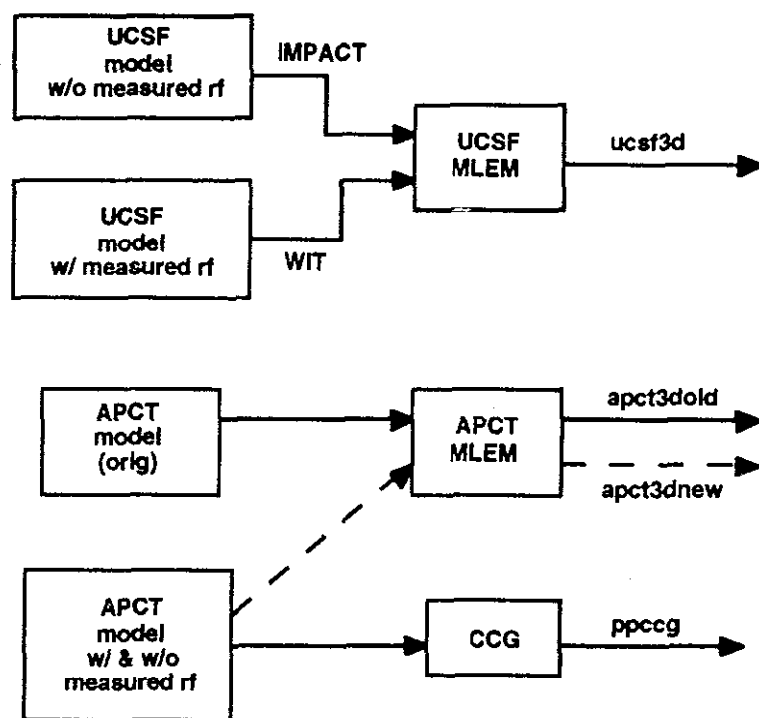 UCSF
model
w/o measured rf
IMPACT
UCSF
MLEM
ucsf3d
UCSF
model
w/ measured rf
WIT
APCT
model
(orig)
APCT
MLEM
apct3dold
apct3dnew
APCT
model
w/ & w/o
measured rf
CCG
ppccg